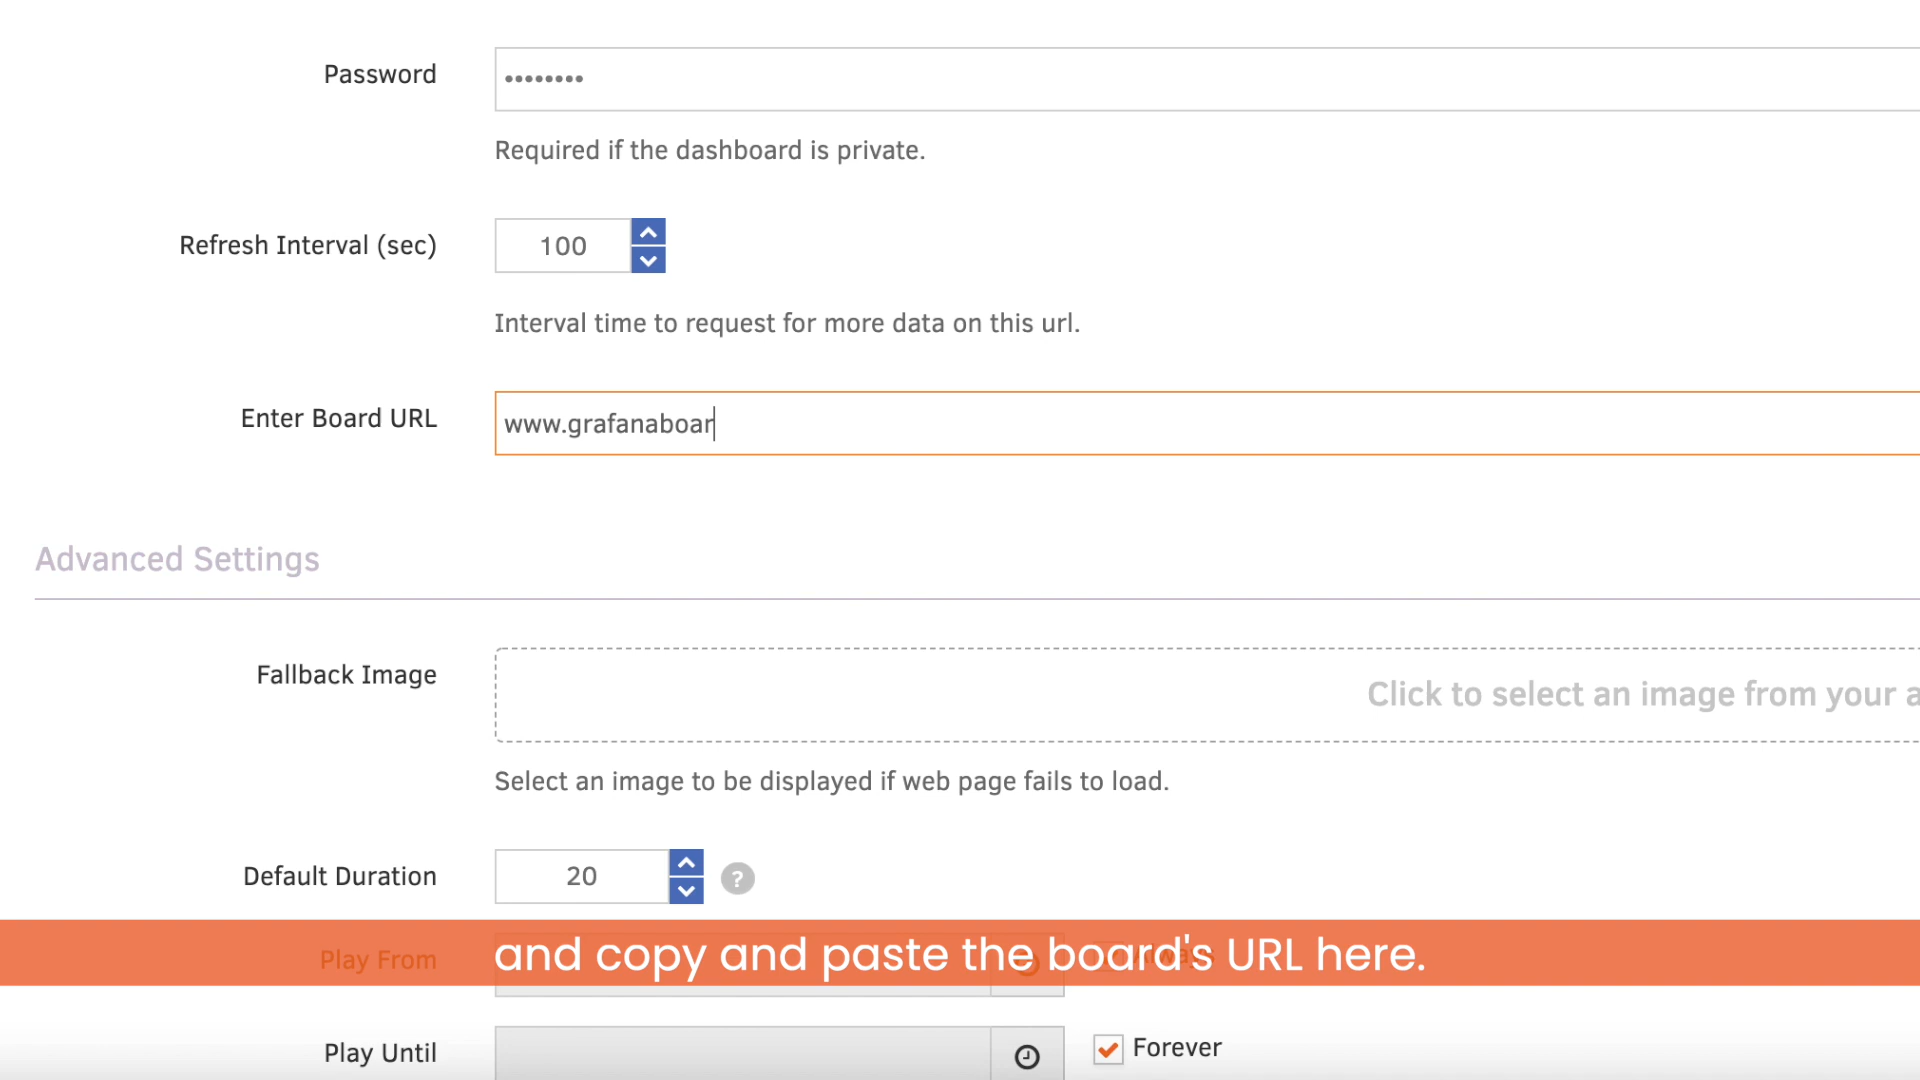 Password
••••••••
Required if the dashboard is private.
Refresh Interval (sec)
100
Interval time to request for more data on this url.
Enter Board URL
www.grafanaboar
Advanced Settings
Fallback Image
Click to select an image from your a
Select an image to be displayed if web page fails to load.
Default Duration
20
?
Play From
Always
and copy and paste the board's URL here.
Play Until
Forever